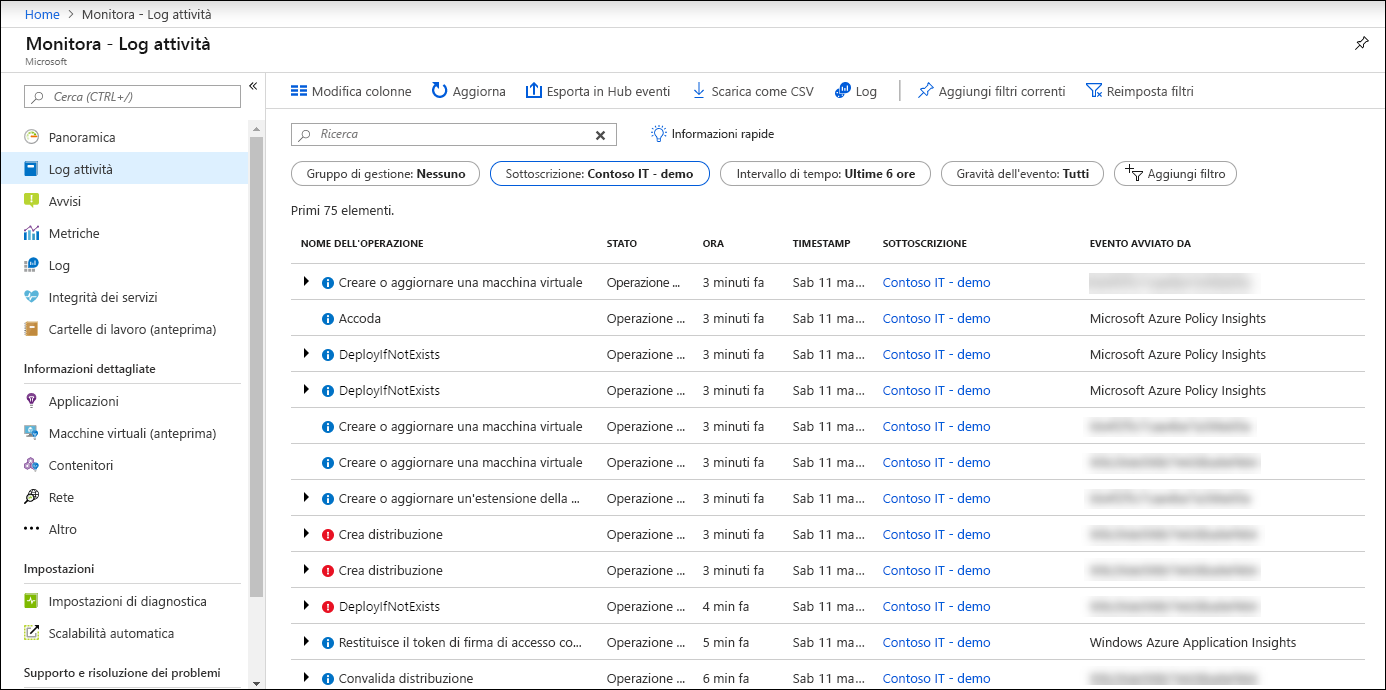 Home > Monitora - Log attività
Monitora - Log attività
Microsoft
Cerca (CTRL+/)
«
Panoramica
Log attività
Avvisi
Metriche
Log
Integrità dei servizi
Cartelle di lavoro (anteprima)
Informazioni dettagliate
Applicazioni
Macchine virtuali (anteprima)
Contenitori
Rete
Altro
Impostazioni
Impostazioni di diagnostica
Scalabilità automatica
Supporto e risoluzione dei problemi
Modifica colonne Aggiorna Esporta in Hub eventi Scarica come CSV Log Aggiungi filtri correnti Reimposta filtri
Ricerca Informazioni rapide
Gruppo di gestione: Nessuno Sottoscrizione: Contoso IT - demo Intervallo di tempo: Ultime 6 ore Gravità dell'evento: Tutti Aggiungi filtro
Primi 75 elementi.
NOME DELL'OPERAZIONE STATO ORA TIMESTAMP SOTTOSCRIZIONE EVENTO AVVIATO DA
Creare o aggiornare una macchina virtuale Operazione ... 3 minuti fa Sab 11 ma... Contoso IT - demo
Accoda Operazione ... 3 minuti fa Sab 11 ma... Contoso IT - demo Microsoft Azure Policy Insights
DeployIfNotExists Operazione ... 3 minuti fa Sab 11 ma... Contoso IT - demo Microsoft Azure Policy Insights
DeployIfNotExists Operazione ... 3 minuti fa Sab 11 ma... Contoso IT - demo Microsoft Azure Policy Insights
Creare o aggiornare una macchina virtuale Operazione ... 3 minuti fa Sab 11 ma... Contoso IT - demo
Creare o aggiornare una macchina virtuale Operazione ... 3 minuti fa Sab 11 ma... Contoso IT - demo
Creare o aggiornare un'estensione della ... Operazione ... 3 minuti fa Sab 11 ma... Contoso IT - demo
Crea distribuzione Operazione ... 3 minuti fa Sab 11 ma... Contoso IT - demo
Crea distribuzione Operazione ... 3 minuti fa Sab 11 ma... Contoso IT - demo
DeployIfNotExists Operazione ... 4 min fa Sab 11 ma... Contoso IT - demo
Restituisce il token di firma di accesso co... Operazione ... 5 min fa Sab 11 ma... Contoso IT - demo Windows Azure Application Insights
Convalida distribuzione Operazione ... 6 min fa Sab 11 ma... Contoso IT - demo